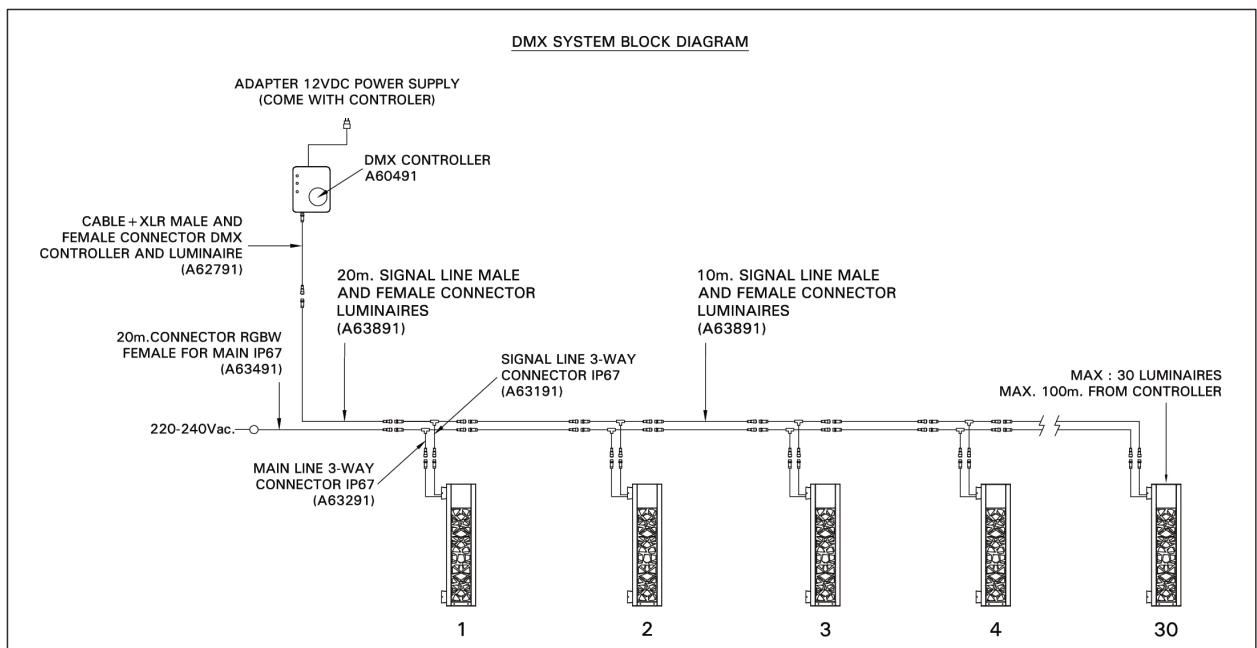 DMX SYSTEM BLOCK DIAGRAM
ADAPTER 12VDC POWER SUPPLY
(COME WITH CONTROLER)
DMX CONTROLLER
A60491
CABLE+XLR MALE AND
FEMALE CONNECTOR DMX
CONTROLLER AND LUMINAIRE
(A62791)
20m. SIGNAL LINE MALE
AND FEMALE CONNECTOR
LUMINAIRES
(A63891)
10m. SIGNAL LINE MALE
AND FEMALE CONNECTOR
LUMINAIRES
(A63891)
20m.CONNECTOR RGBW
FEMALE FOR MAIN IP67
(A63491)
SIGNAL LINE 3-WAY
CONNECTOR IP67
(A63191)
MAX : 30 LUMINAIRES
MAX. 100m. FROM CONTROLLER
220-240Vac.
MAIN LINE 3-WAY
CONNECTOR IP67
(A63291)
1
2
3
4
30